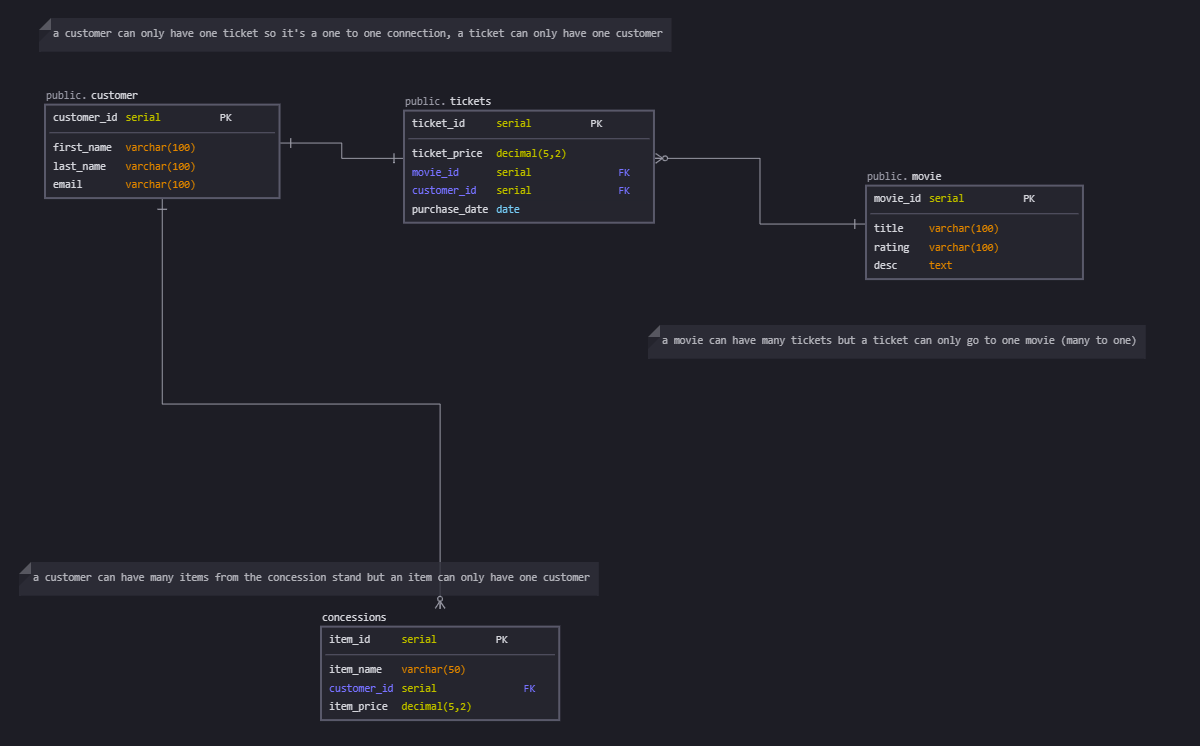 a customer can only have one ticket so it's a one to one connection, a ticket can only have one customer
public. customer
customer_id serial PK
first_name varchar(100)
last_name varchar(100)
email varchar(100)
public. tickets
ticket_id serial PK
ticket_price decimal(5,2)
movie_id serial FK
customer_id serial FK
purchase_date date
public. movie
movie_id serial PK
title varchar(100)
rating varchar(100)
desc text
a movie can have many tickets but a ticket can only go to one movie (many to one)
a customer can have many items from the concession stand but an item can only have one customer
concessions
item_id serial PK
item_name varchar(50)
customer_id serial FK
item_price decimal(5,2)